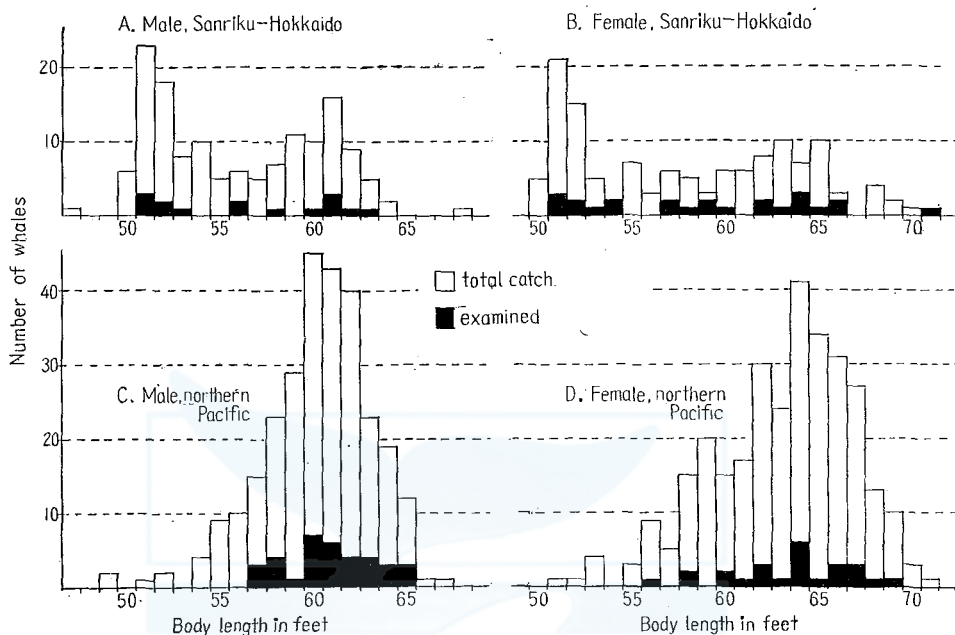 A. Male, Sanriku-Hokkaido
B. Female, Sanriku-Hokkaido
20
10
50 55 60 65
50 55 60 65 70
Number of whales
total catch.
examined
40
30
20
10
C. Male, northern
Pacific
D. Female, northern
Pacific
50 55 60 65
50 55 60 65 70
Body length in feet
Body length in feet